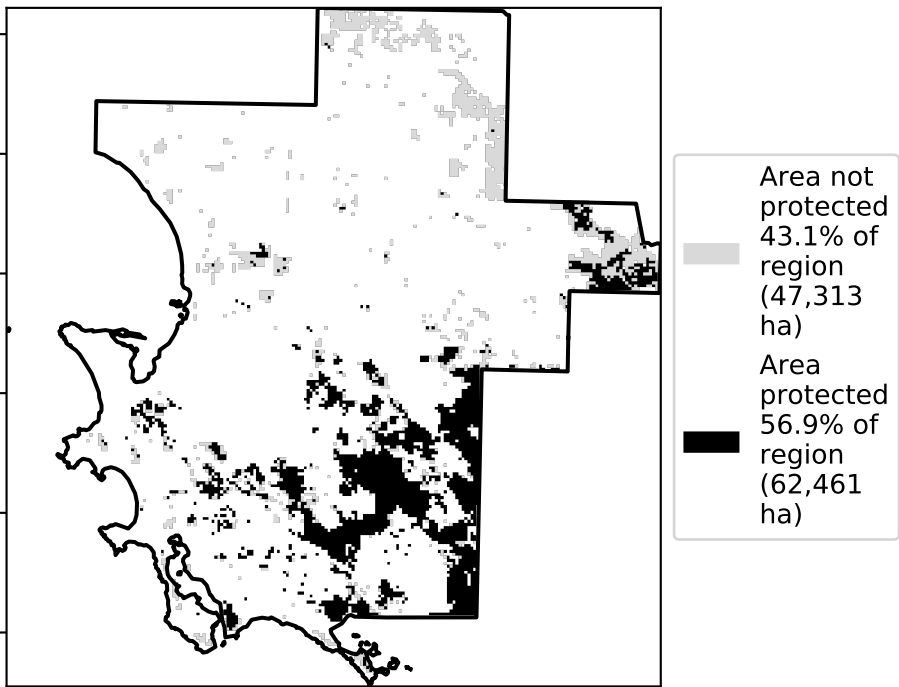 Area not
protected
43.1% of
region
(47,313
ha)
Area
protected
56.9% of
region
(62,461
ha)